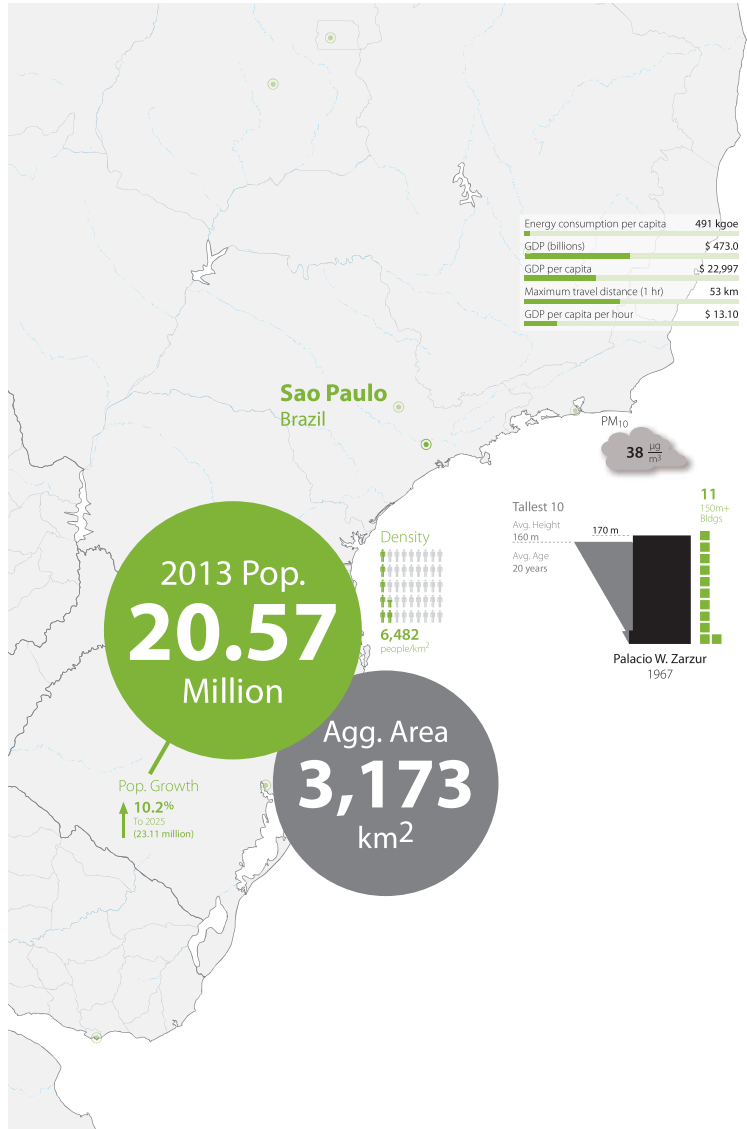 Energy consumption per capita 491 kgoe
GDP (billions) $ 473.0
GDP per capita $ 22,997
Maximum travel distance (1 hr) 53 km
GDP per capita per hour $ 13.10
Sao Paulo
Brazil
PM10
38 µg
m³
Tallest 10
Avg. Height
160 m
170 m
Avg. Age
20 years
11
150m+
Bldgs
Palacio W. Zarzur
1967
2013 Pop.
20.57
Million
Density
6,482
people/km²
Agg. Area
3,173
km²
Pop. Growth
10.2%
To 2025
(23.11 million)